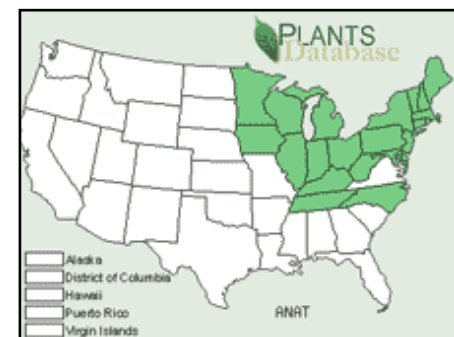 PLANTS
Database
Alaska
District of Columbia
Hawaii
Puerto Rico
Virgin Islands
ANAT